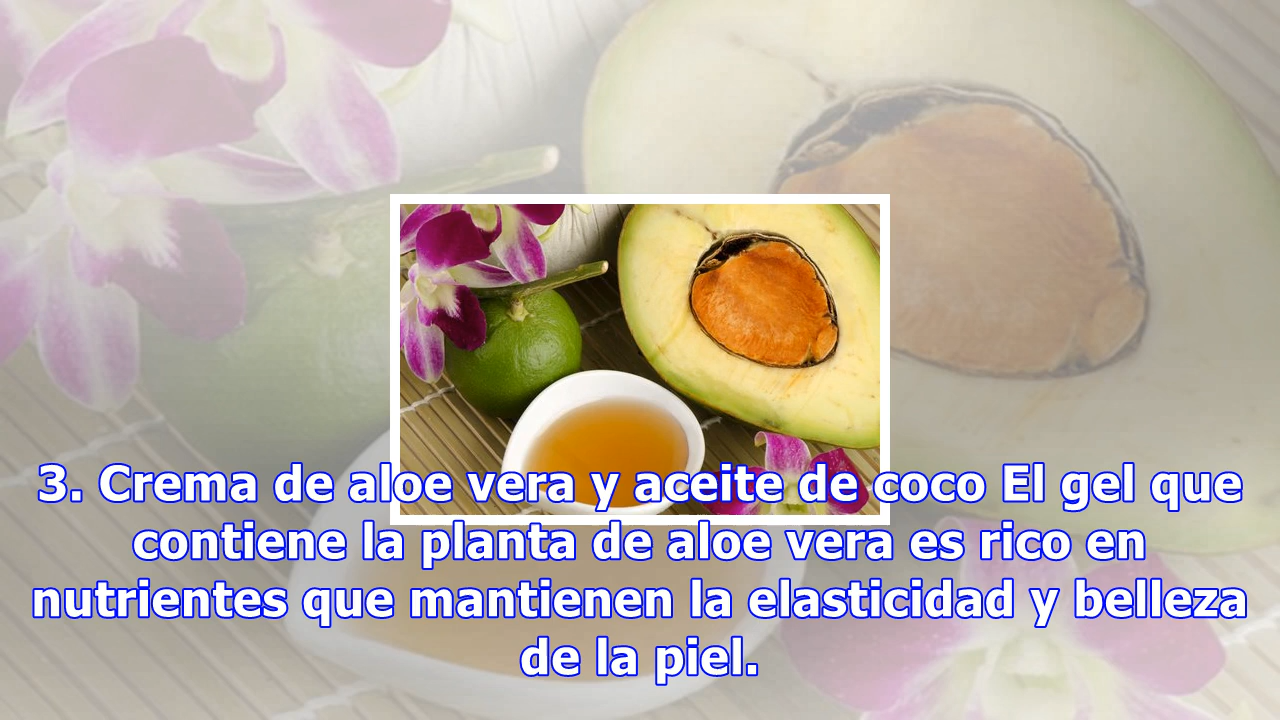 3. Crema de aloe vera y aceite de coco El gel que
contiene la planta de aloe vera es rico en
nutrientes que mantienen la elasticidad y belleza
de la piel.